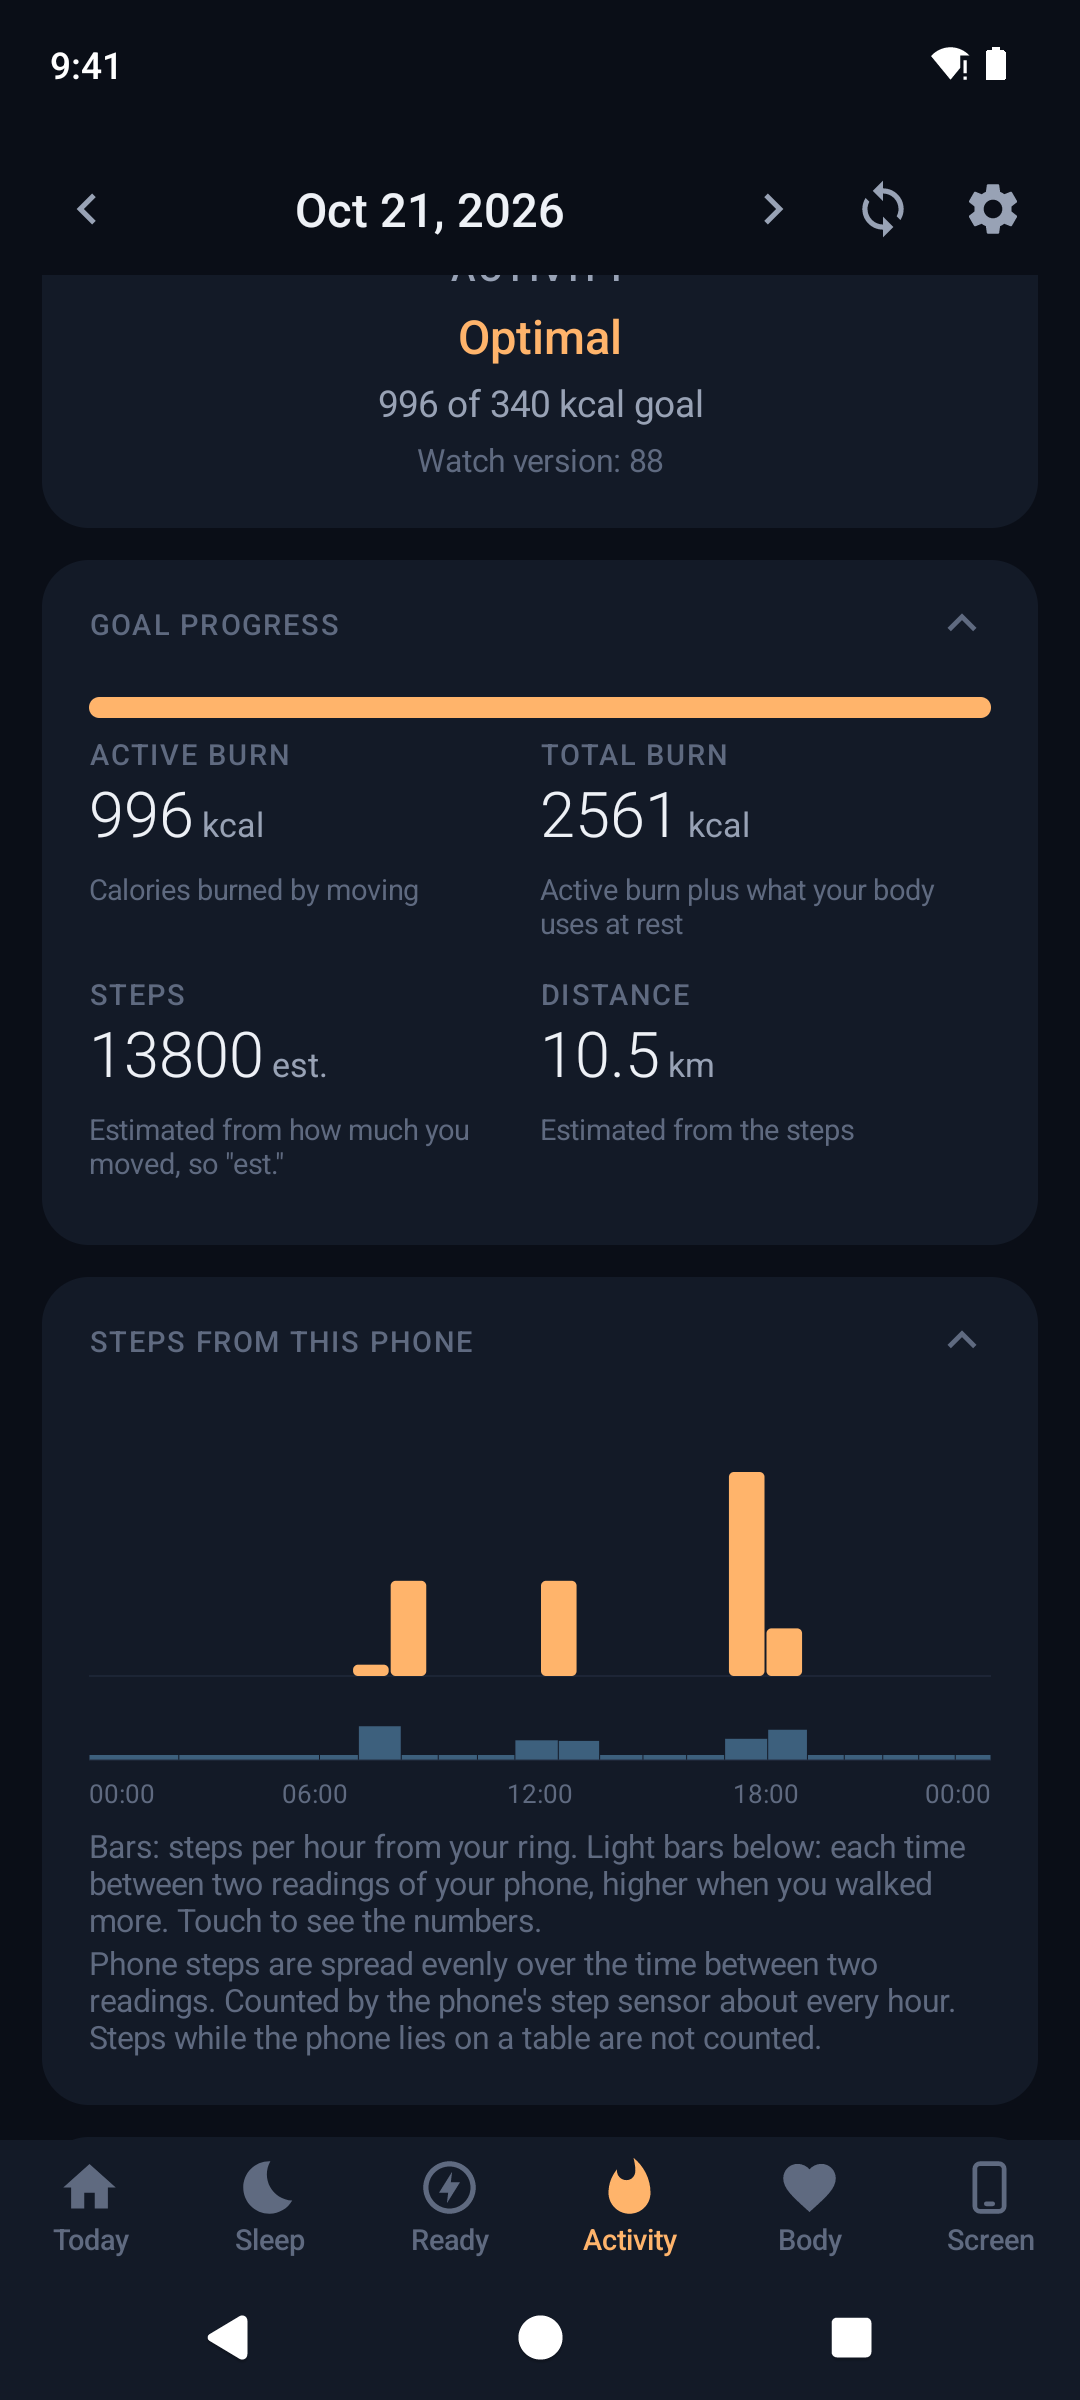 9:41
Oct 21, 2026
ACTIVITY
Optimal
996 of 340 kcal goal
Watch version: 88
GOAL PROGRESS
ACTIVE BURN
996 kcal
Calories burned by moving
TOTAL BURN
2561 kcal
Active burn plus what your body
uses at rest
STEPS
13800 est.
Estimated from how much you
moved, so "est."
DISTANCE
10.5 km
Estimated from the steps
STEPS FROM THIS PHONE
00:00 06:00 12:00 18:00 00:00
Bars: steps per hour from your ring. Light bars below: each time
between two readings of your phone, higher when you walked
more. Touch to see the numbers.
Phone steps are spread evenly over the time between two
readings. Counted by the phone's step sensor about every hour.
Steps while the phone lies on a table are not counted.
Today Sleep Ready Activity Body Screen